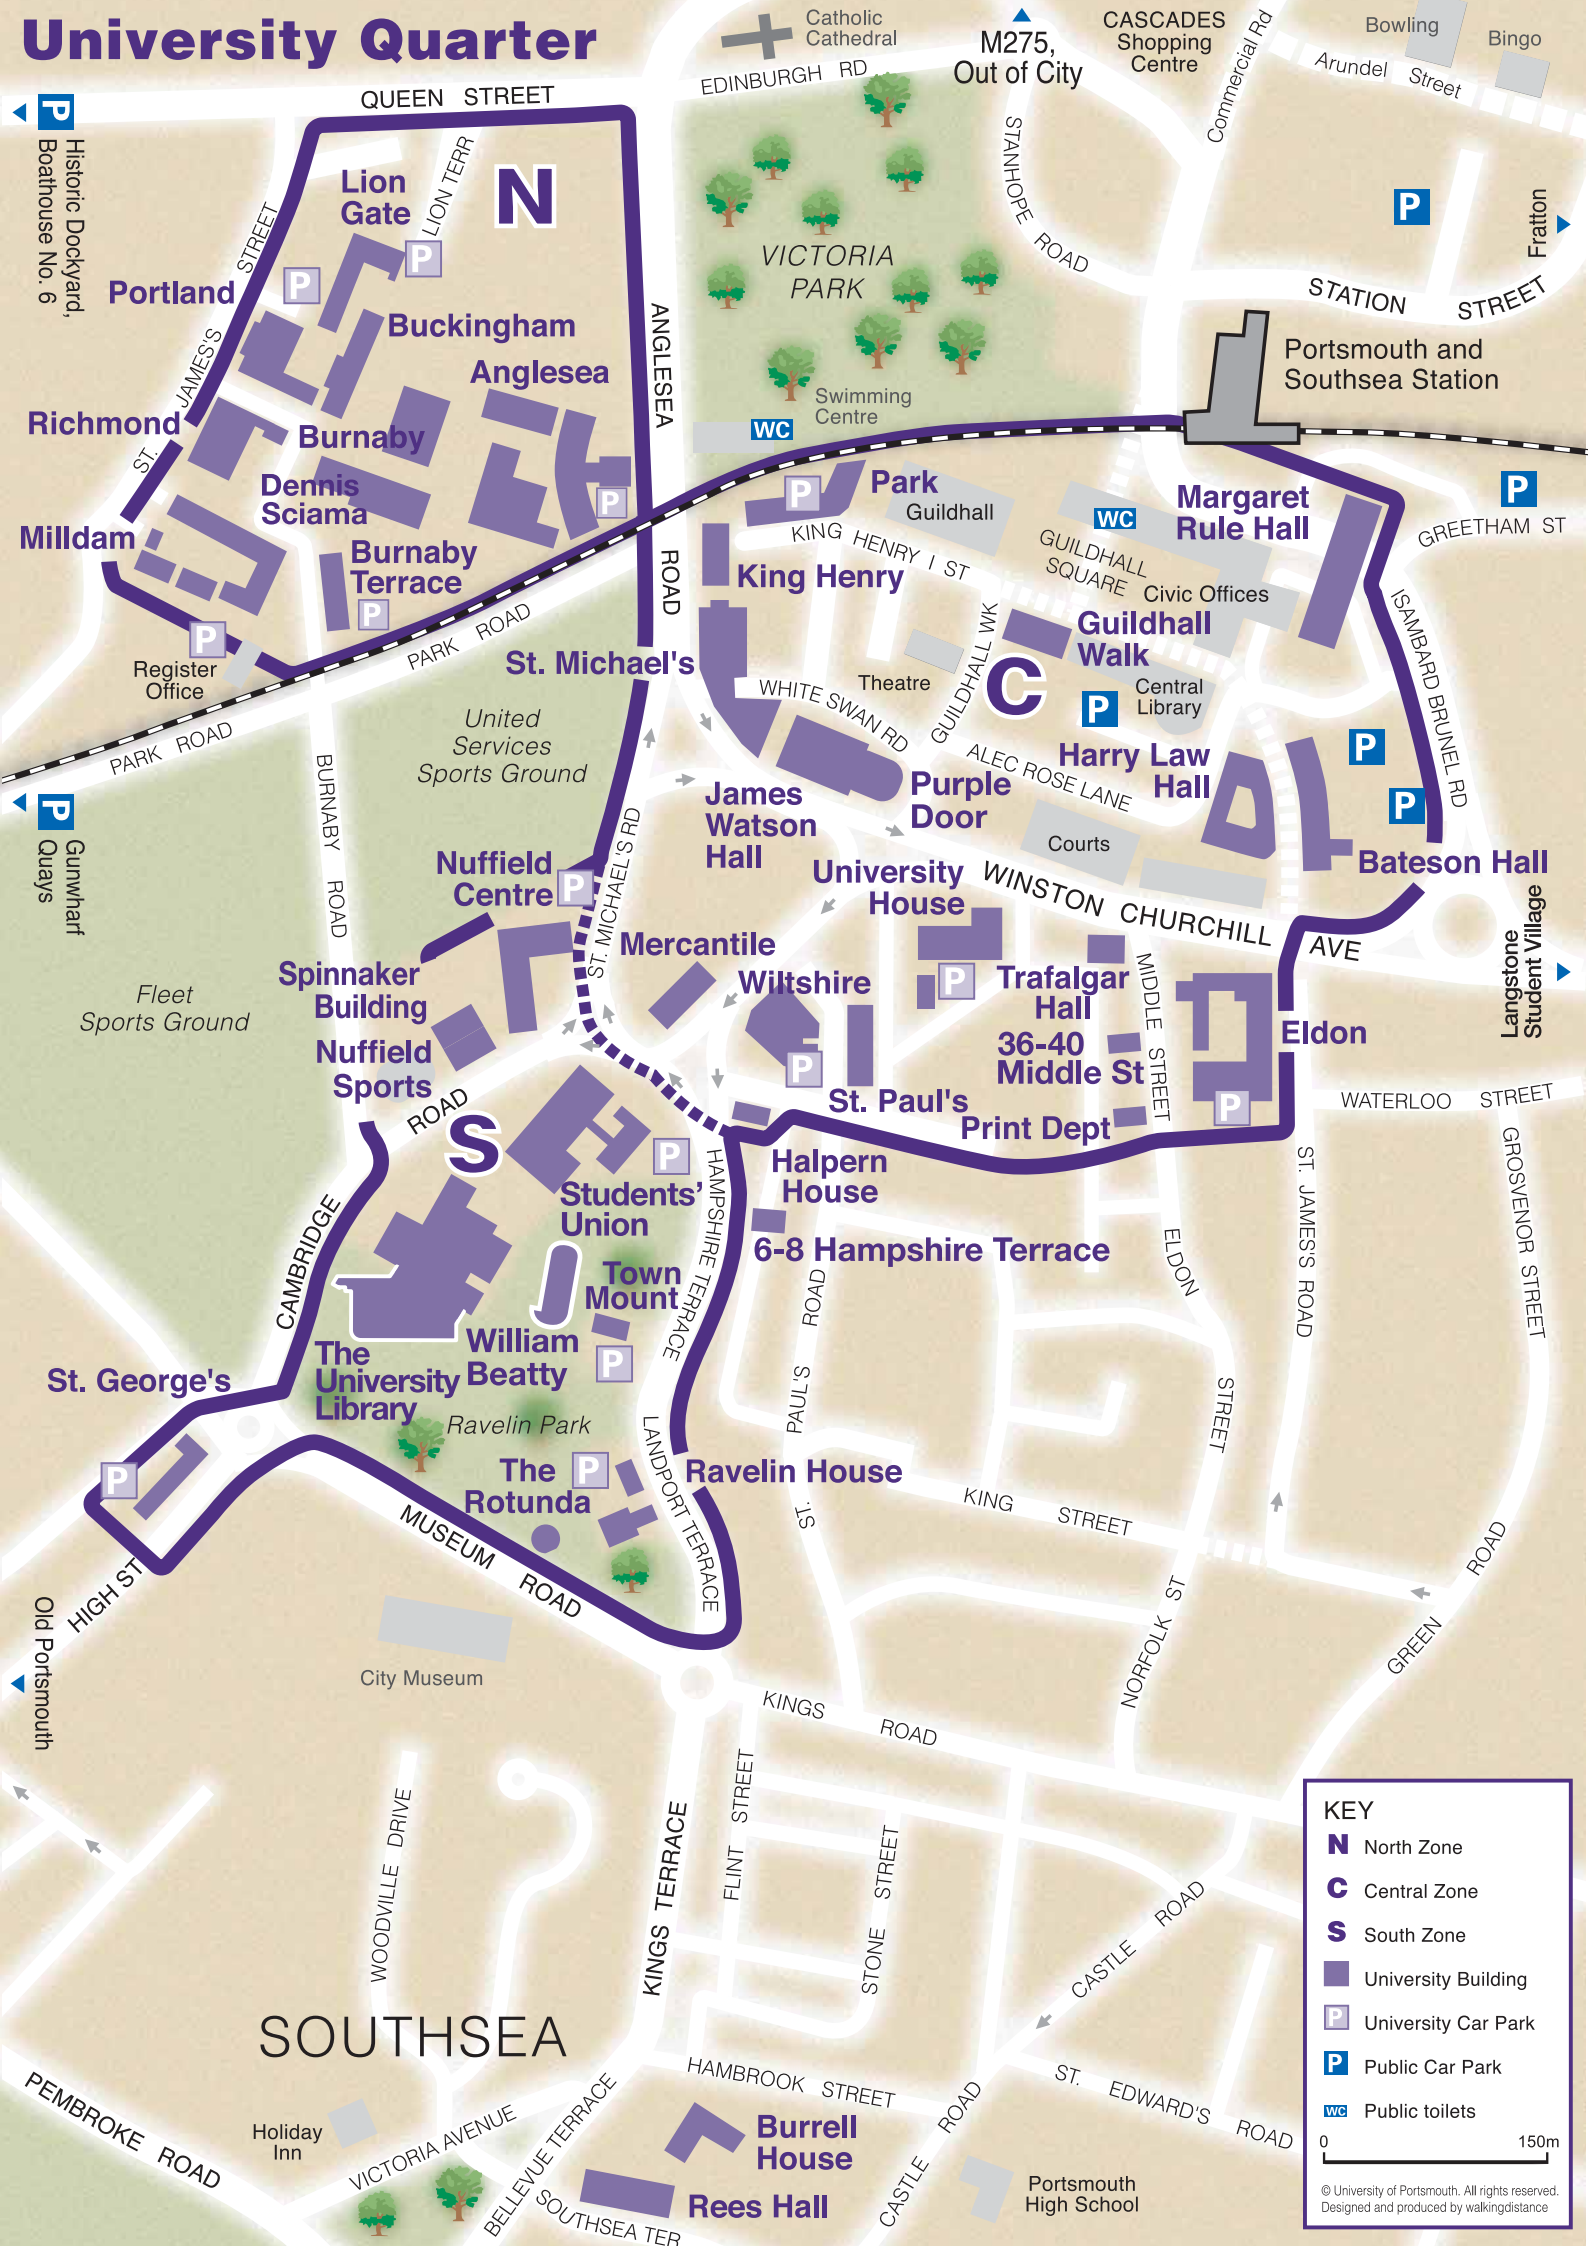 University Quarter
Catholic
Cathedral
EDINBURGH RD
M275,
Out of City
CASCADES
Shopping
Centre
Commercial Rd
Bowling
Bingo
Arundel Street
QUEEN STREET
P
Historic Dockyard,
Boathouse No. 6
Lion
Gate
LION TERR
N
P
P
STANHOPE ROAD
VICTORIA
PARK
P
Fratton
STATION STREET
Portland
ST. JAMES'S STREET
Buckingham
Anglesea
ANGLESEA ROAD
Portsmouth and
Southsea Station
Swimming
Centre
WC
Richmond
Burnaby
Dennis
Sciama
P
Milldam
Burnaby
Terrace
P
P
Register
Office
PARK ROAD
PARK ROAD
P
Park
Guildhall
KING HENRY I ST
King Henry
WC
GUILDHALL
SQUARE
Margaret
Rule Hall
Civic Offices
P
GREETHAM ST
ISAMBARD BRUNEL RD
Guildhall
Walk
GUILDHALL WK
C
Central
Library
P
St. Michael's
Theatre
WHITE SWAN RD
ALEC ROSE LANE
Harry Law
Hall
P
P
United
Services
Sports Ground
P
Gunwharf
Quays
BURNABY ROAD
James
Watson
Hall
Purple
Door
Courts
WINSTON CHURCHILL AVE
Bateson Hall
Langstone
Student Village
Nuffield
Centre
P
ST. MICHAEL'S RD
University
House
P
Mercantile
Wiltshire
P
Trafalgar
Hall
36-40
Middle St
MIDDLE STREET
Eldon
P
Spinnaker
Building
Fleet
Sports Ground
Nuffield
Sports
CAMBRIDGE ROAD
S
St. Paul's
Print Dept
WATERLOO STREET
P
Students'
Union
Halpern
House
HAMPSHIRE TERRACE
6-8 Hampshire Terrace
ELDON STREET
ST. JAMES'S ROAD
GROSVENOR STREET
Town
Mount
P
William
Beatty
The
University
Library
St. George's
P
Ravelin Park
ST. PAUL'S ROAD
The
Rotunda
P
Ravelin House
LANDPORT TERRACE
KING STREET
MUSEUM ROAD
HIGH ST
Old Portsmouth
City Museum
NORFOLK ST
GREEN ROAD
KINGS ROAD
WOODVILLE DRIVE
KINGS TERRACE
FLINT STREET
STONE STREET
CASTLE ROAD
SOUTHSEA
PEMBROKE ROAD
Holiday
Inn
VICTORIA AVENUE
BELLEVUE TERRACE
HAMBROOK STREET
ST. EDWARD'S ROAD
CASTLE ROAD
Burrell
House
Rees Hall
SOUTHSEA TER
Portsmouth
High School
KEY
N North Zone
C Central Zone
S South Zone
University Building
P University Car Park
P Public Car Park
WC Public toilets
0 150m
© University of Portsmouth. All rights reserved.
Designed and produced by walkingdistance